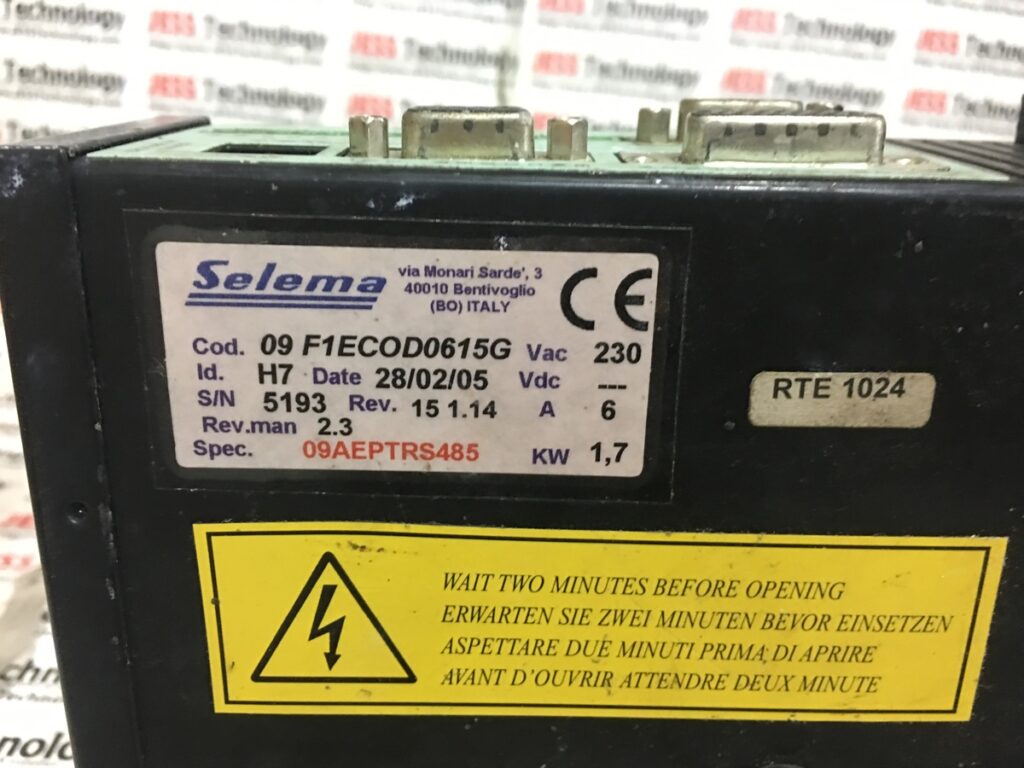 JESS Technology
Selema
via Monari Sarde', 3
40010 Bentivoglio
(BO) ITALY
CE
Cod. 09 F1ECOD0615G Vac 230
Id. H7 Date 28/02/05 Vdc ---
S/N 5193 Rev. 15 1.14 A 6
Rev.man 2.3
Spec. 09AEPTRS485 KW 1,7
RTE 1024
WAIT TWO MINUTES BEFORE OPENING
ERWARTEN SIE ZWEI MINUTEN BEVOR EINSETZEN
ASPETTARE DUE MINUTI PRIMA DI APRIRE
AVANT D'OUVRIR ATTENDRE DEUX MINUTE